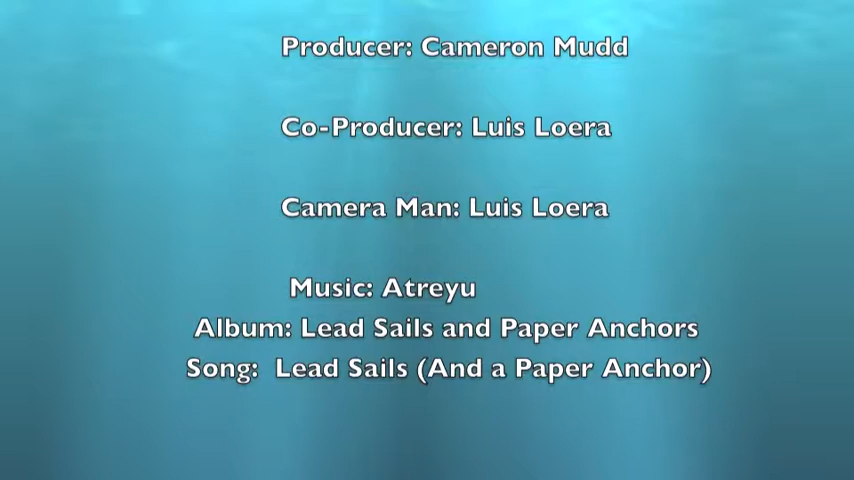 Producer: Cameron Mudd
Co-Producer: Luis Loera
Camera Man: Luis Loera
Music: Atreyu
Album: Lead Sails and Paper Anchors
Song:  Lead Sails (And a Paper Anchor)